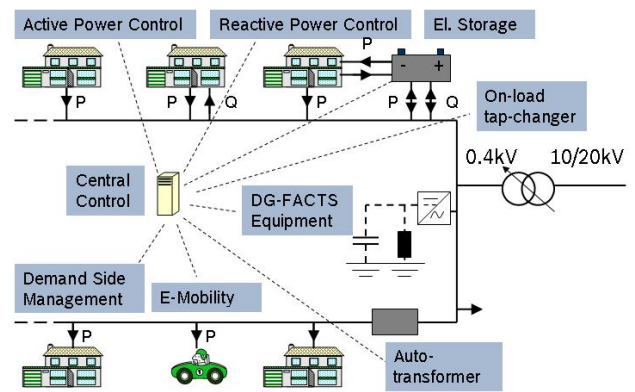 Active Power Control
Reactive Power Control
El. Storage
P
- +
P
P
Q
P
P
Q
On-load
tap-changer
0.4kV
10/20kV
Central
Control
DG-FACTS
Equipment
Demand Side
Management
E-Mobility
P
P
Auto-
transformer
1